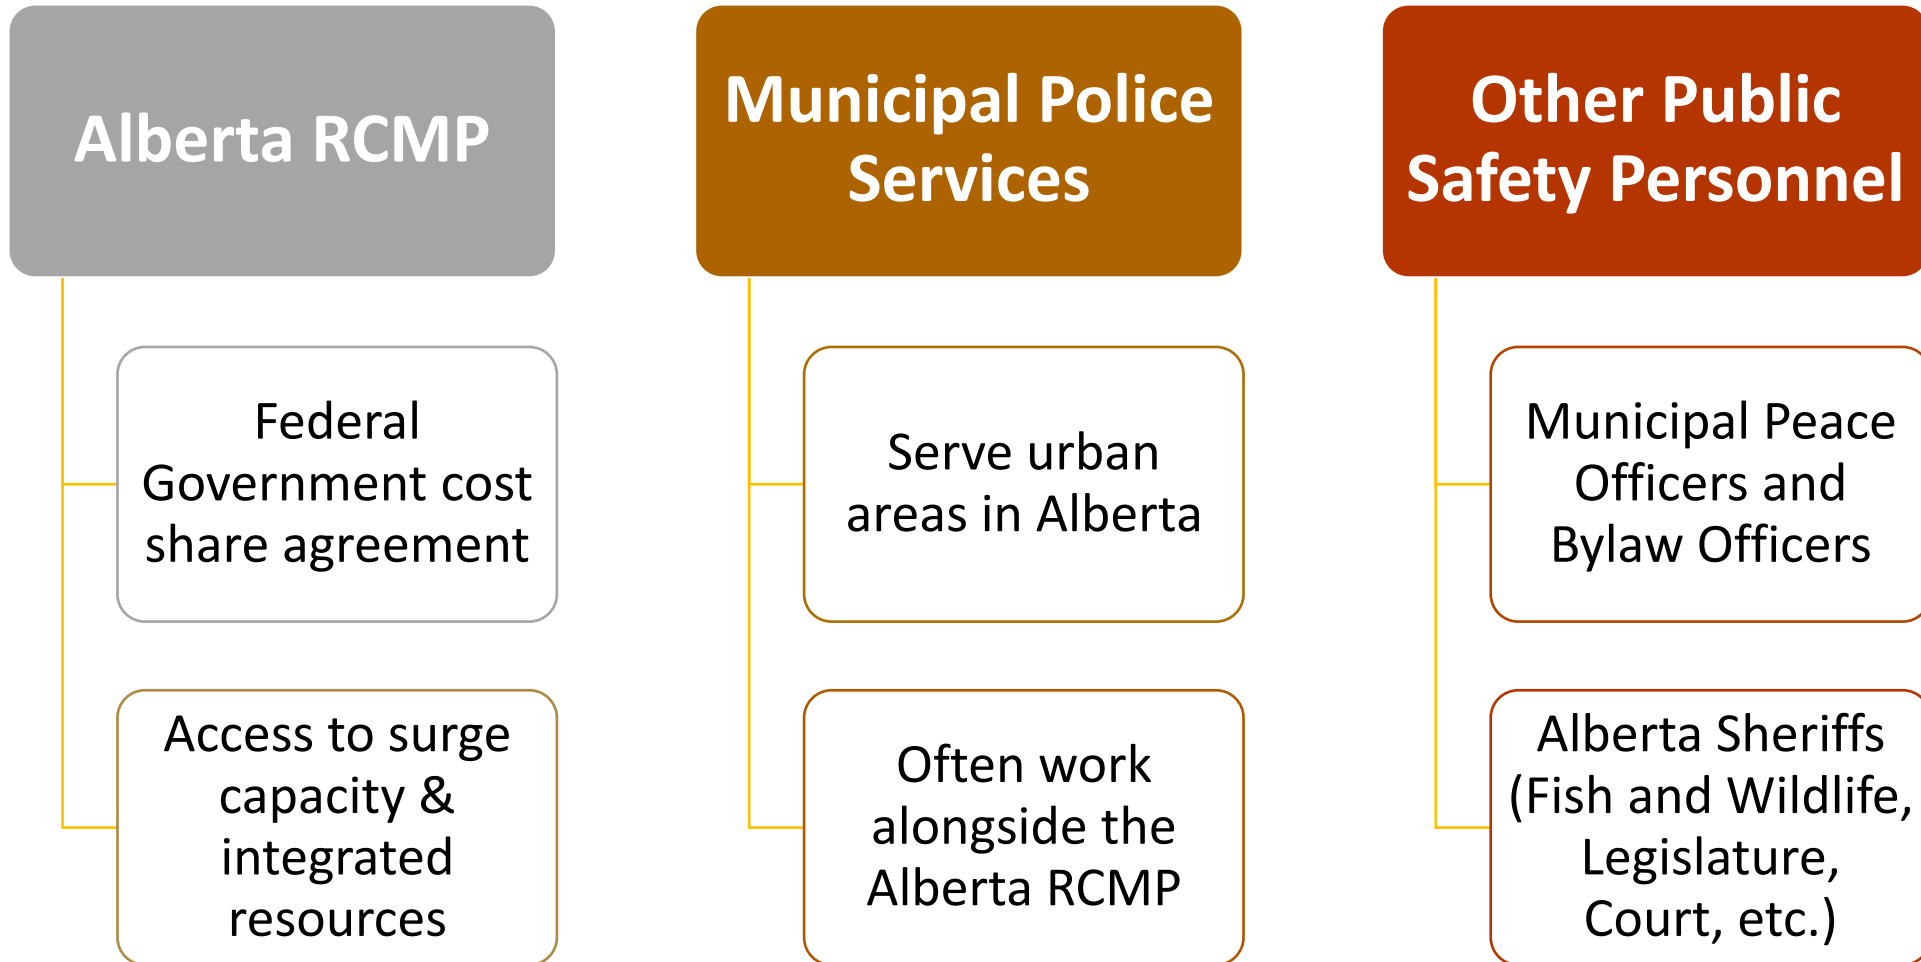 Alberta RCMP
Federal
Government cost
share agreement
Access to surge
capacity &
integrated
resources
Municipal Police
Services
Serve urban
areas in Alberta
Often work
alongside the
Alberta RCMP
Other Public
Safety Personnel
Municipal Peace
Officers and
Bylaw Officers
Alberta Sheriffs
(Fish and Wildlife,
Legislature,
Court, etc.)